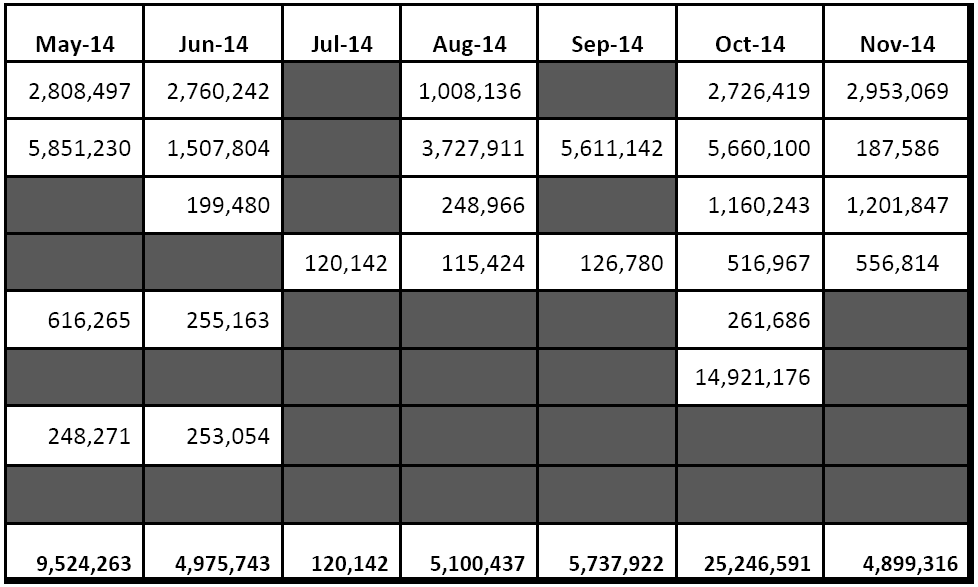 May-14 Jun-14 Jul-14 Aug-14 Sep-14 Oct-14 Nov-14
2,808,497 2,760,242 1,008,136 2,726,419 2,953,069
5,851,230 1,507,804 3,727,911 5,611,142 5,660,100 187,586
199,480 248,966 1,160,243 1,201,847
120,142 115,424 126,780 516,967 556,814
616,265 255,163 261,686
14,921,176
248,271 253,054
9,524,263 4,975,743 120,142 5,100,437 5,737,922 25,246,591 4,899,316